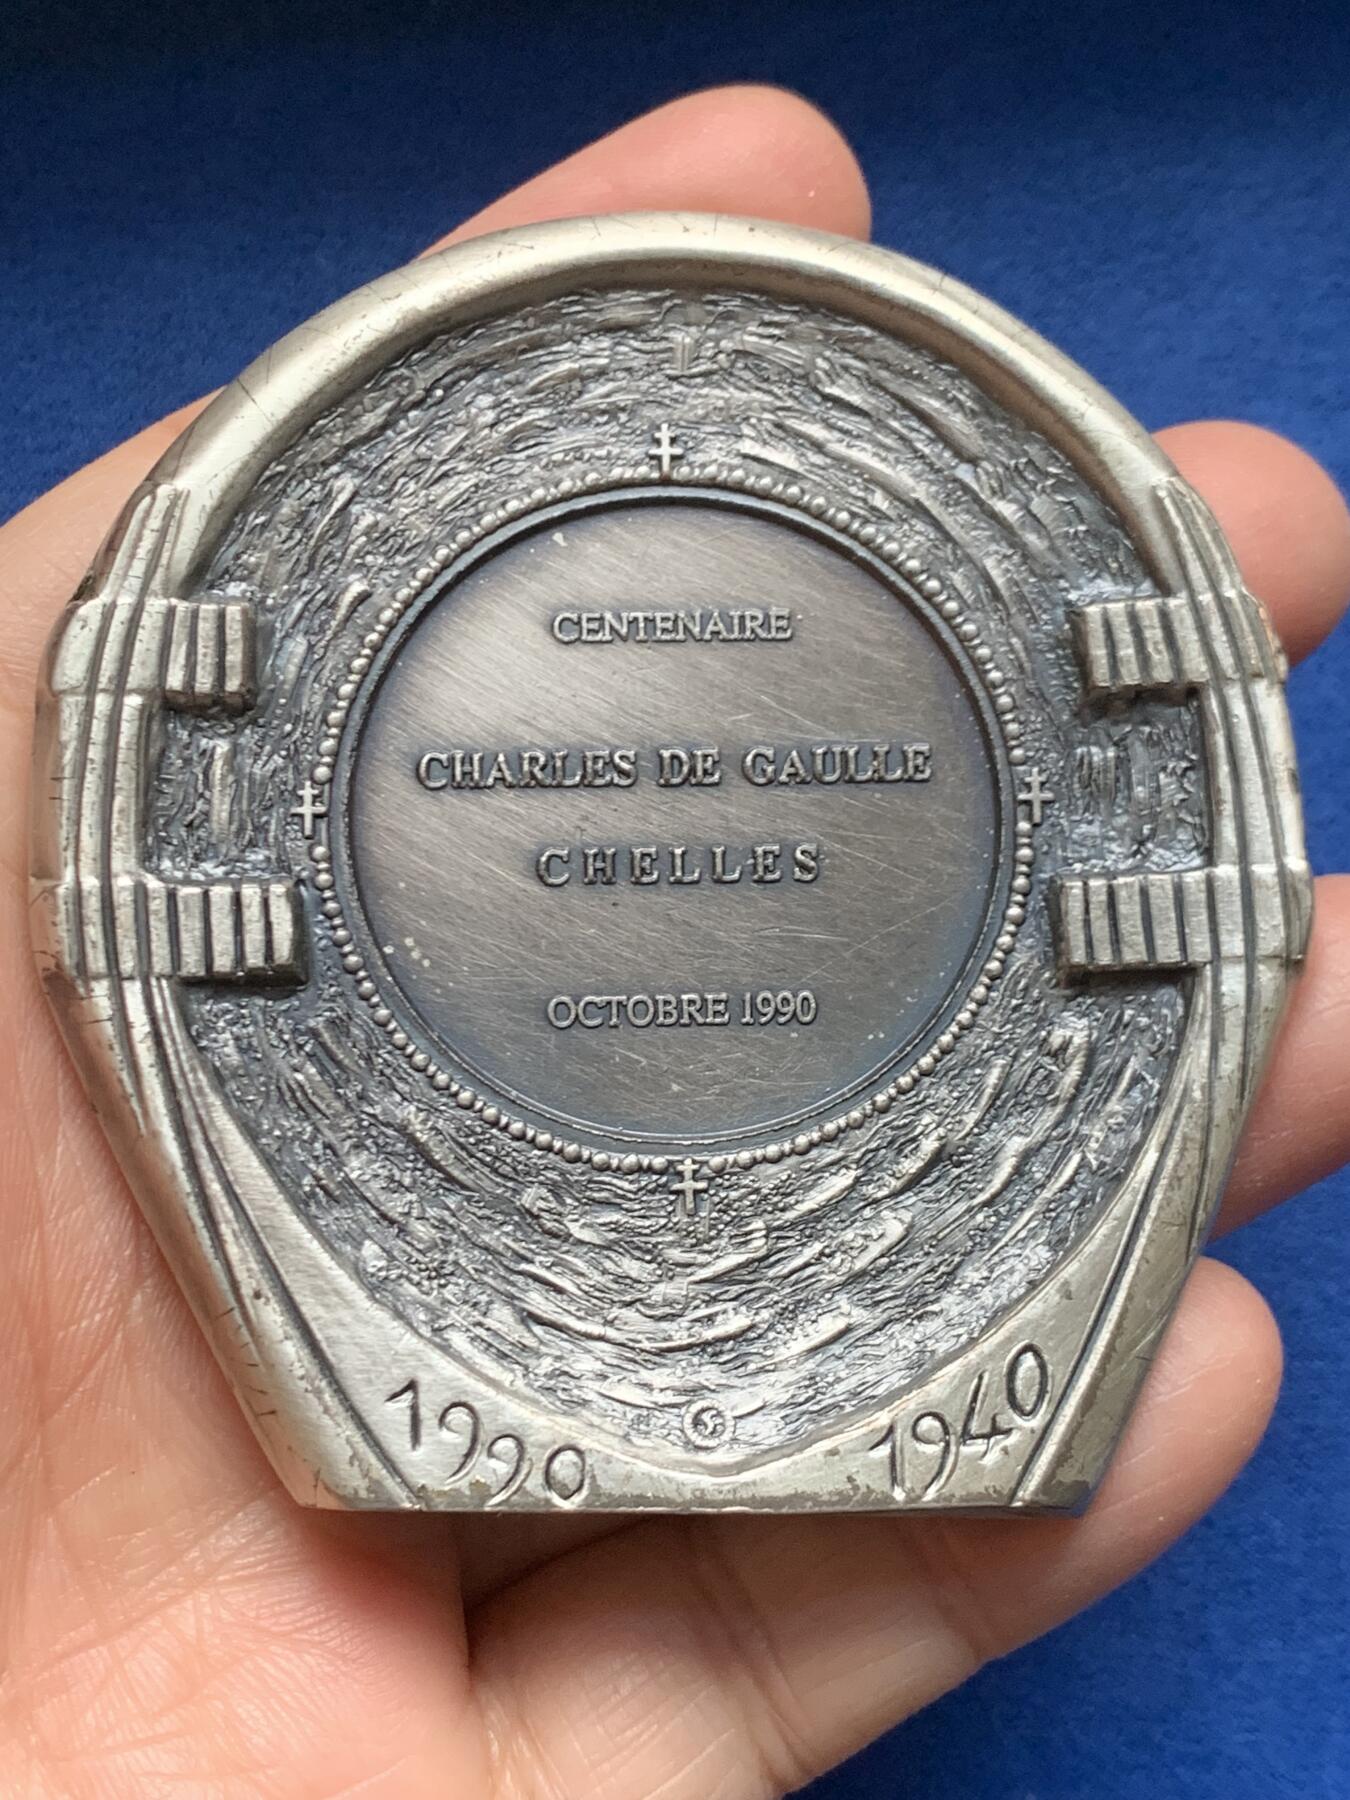 CENTENAIRE
CHARLES DE GAULLE
CHELLES
OCTOBRE 1990
1990 1940